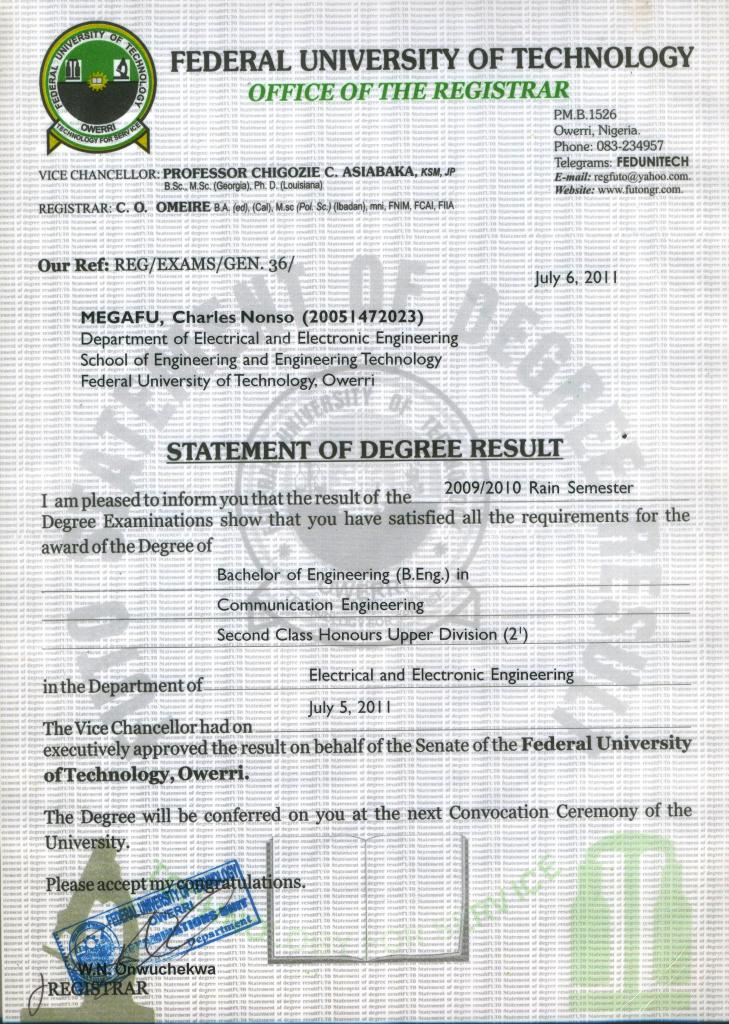 FEDERAL UNIVERSITY OF TECHNOLOGY
OWERRI
TECHNOLOGY FOR SERVICE
FEDERAL UNIVERSITY OF TECHNOLOGY
OFFICE OF THE REGISTRAR
P.M.B.1526
Owerri, Nigeria.
Phone: 083-234957
Telegrams: FEDUNITECH
E-mail: regfuto@yahoo.com.
Website: www.futongr.com.
VICE CHANCELLOR: PROFESSOR CHIGOZIE C. ASIABAKA, KSM, JP
B.Sc., M.Sc. (Georgia), Ph. D. (Louisiana)
REGISTRAR: C. O. OMEIRE B.A. (ed), (Cal), M.sc (Pol. Sc.) (Ibadan), mni, FNIM, FCAI, FIIA
Our Ref: REG/EXAMS/GEN. 36/
July 6, 2011
MEGAFU, Charles Nonso (20051472023)
Department of Electrical and Electronic Engineering
School of Engineering and Engineering Technology
Federal University of Technology, Owerri
STATEMENT OF DEGREE RESULT
I am pleased to inform you that the result of the 2009/2010 Rain Semester
Degree Examinations show that you have satisfied all the requirements for the
award of the Degree of
Bachelor of Engineering (B.Eng.) in
Communication Engineering
Second Class Honours Upper Division (2¹)
in the Department of Electrical and Electronic Engineering
The Vice Chancellor had on July 5, 2011
executively approved the result on behalf of the Senate of the Federal University
of Technology, Owerri.
The Degree will be conferred on you at the next Convocation Ceremony of the
University.
Please accept my congratulations.
FEDERAL UNIVERSITY OF TECHNOLOGY
OWERRI
Department
W.N. Onwuchekwa
REGISTRAR
FUTO STATEMENT OF DEGREE RESULT